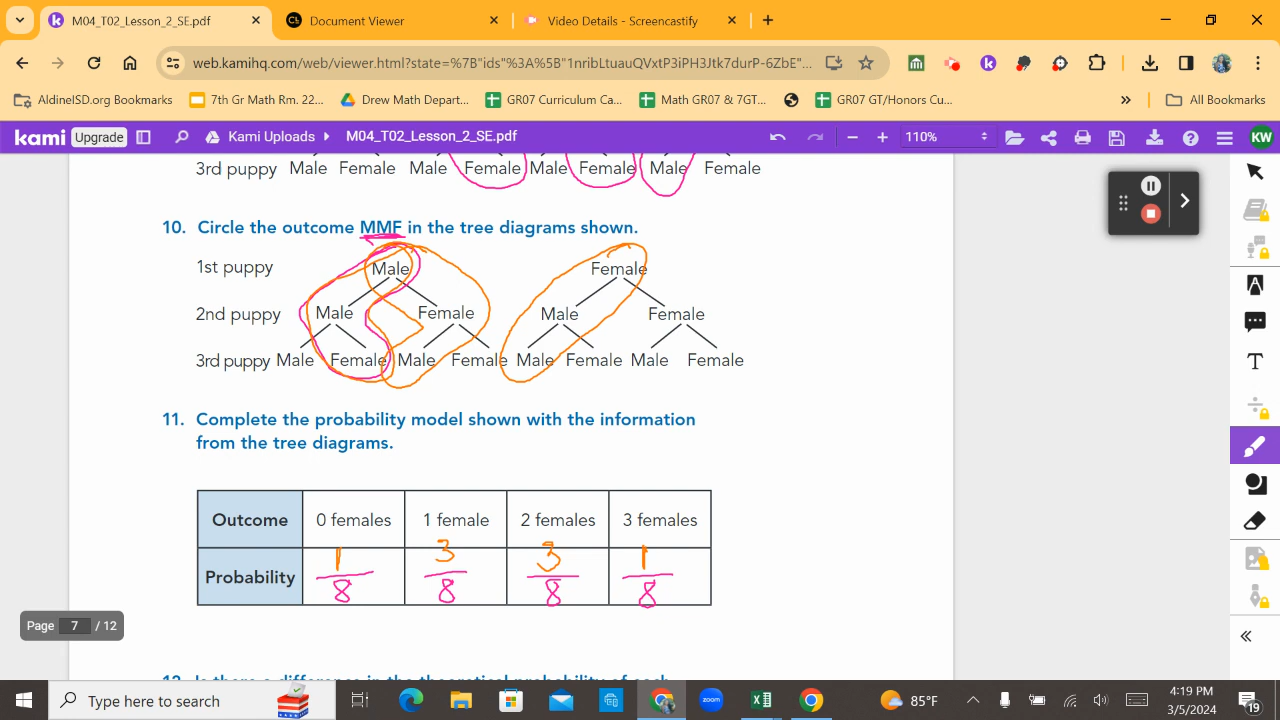 M04_T02_Lesson_2_SE.pdf
Document Viewer
Video Details - Screencastify
web.kamihq.com/web/viewer.html?state=%7B"ids"%3A%5B"1nribLtuauQVxtP3iPH3Jtk7durP-6ZbE"...
AldineISD.org Bookmarks
7th Gr Math Rm. 22...
Drew Math Depart...
GR07 Curriculum Ca...
Math GR07 & 7GT...
GR07 GT/Honors Cu...
»
All Bookmarks
kami Upgrade
Kami Uploads
M04_T02_Lesson_2_SE.pdf
110%
KW
3rd puppy Male Female Male Female Male Female Male Female
10. Circle the outcome MMF in the tree diagrams shown.
1st puppy Male Female
2nd puppy Male Female Male Female
3rd puppy Male Female Male Female Male Female Male Female
11. Complete the probability model shown with the information
from the tree diagrams.
Outcome 0 females 1 female 2 females 3 females
Probability 1/8 3/8 3/8 1/8
Page 7 / 12
Type here to search
zoom
85°F
4:19 PM
3/5/2024
19